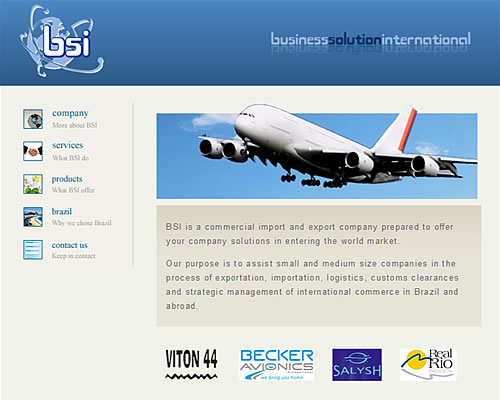 bsi
businesssolutioninternational
company
More about BSI
services
What BSI do
products
What BSI offer
brazil
Why we chose Brazil
contact us
Keep in contact
BSI is a commercial import and export company prepared to offer
your company solutions in entering the world market.
Our purpose is to assist small and medium size companies in the
process of exportation, importation, logistics, customs clearances
and strategic management of international commerce in Brazil and
abroad.
VITON 44
BECKER
AVIONICS
we bring you home
SALYSH
Real
Rio